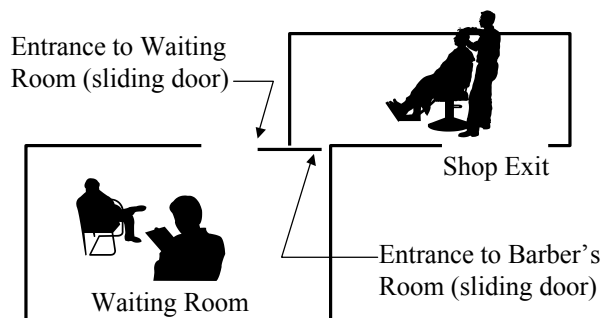 Entrance to Waiting
Room (sliding door)
Shop Exit
Entrance to Barber's
Room (sliding door)
Waiting Room